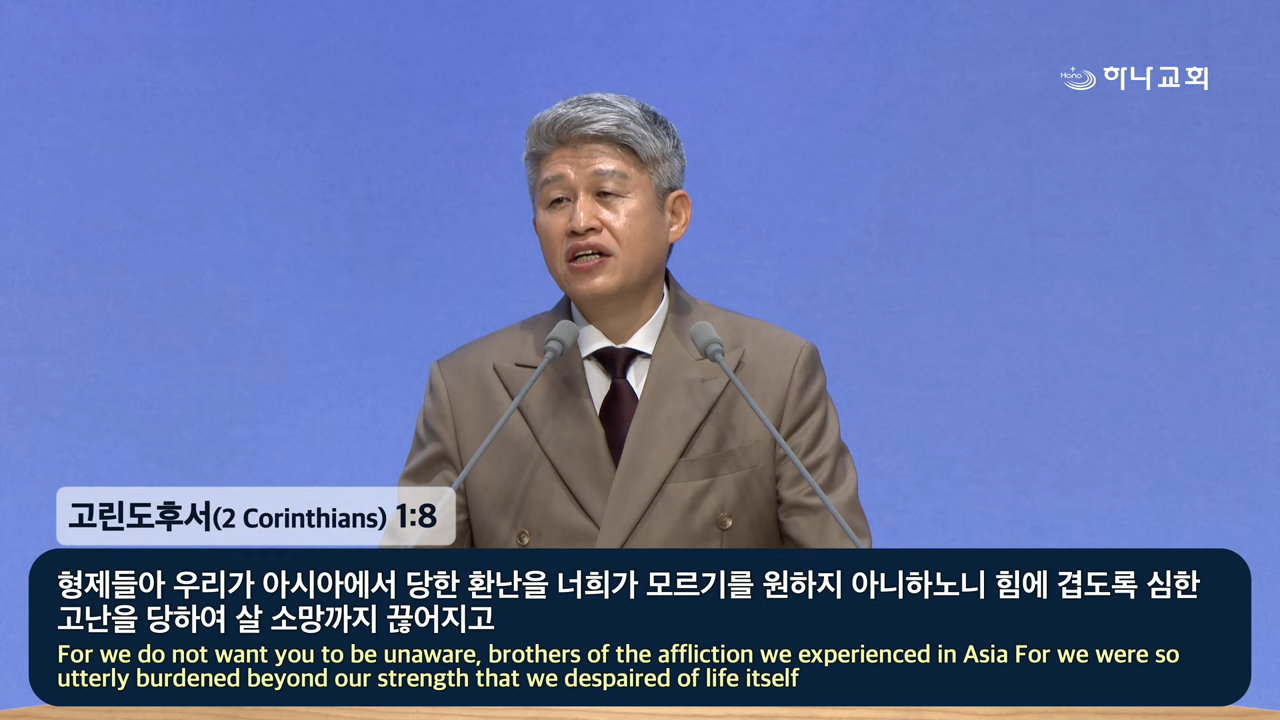 Hana 하나교회
고린도후서(2 Corinthians) 1:8
형제들아 우리가 아시아에서 당한 환난을 너희가 모르기를 원하지 아니하노니 힘에 겹도록 심한
고난을 당하여 살 소망까지 끊어지고
For we do not want you to be unaware, brothers of the affliction we experienced in Asia For we were so
utterly burdened beyond our strength that we despaired of life itself